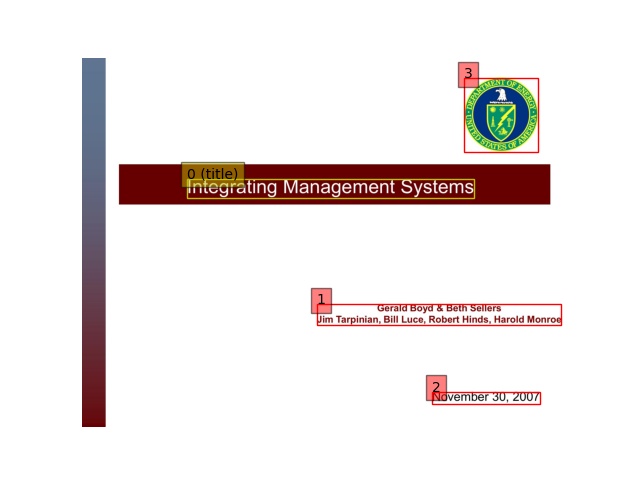 3
DEPARTMENT OF ENERGY
UNITED STATES OF AMERICA
0 (title)
Integrating Management Systems
1
Gerald Boyd & Beth Sellers
Jim Tarpinian, Bill Luce, Robert Hinds, Harold Monroe
2
November 30, 2007